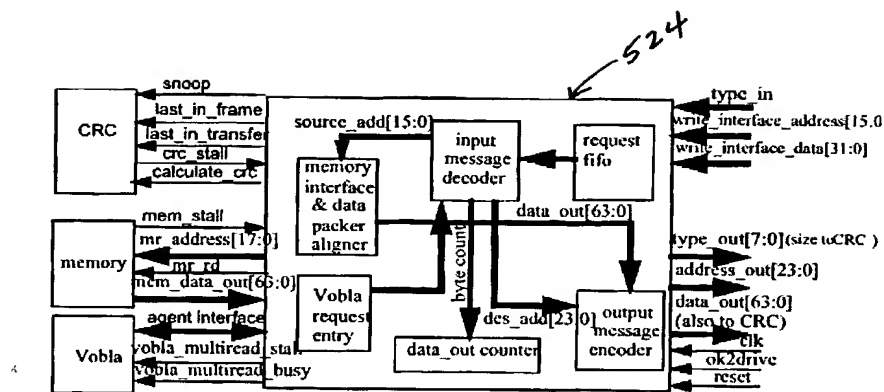 524
snoop
last_in_frame
last_in_transfer
crc_stall
calculate_crc
CRC
mem_stall
mr_address[17:0]
mr_rd
mem_data_out[63:0]
memory
agent interface
vobla_multiread_stall
vobla_multiread_busy
Vobla
source_add[15:0]
memory
interface
& data
packer
aligner
input
message
decoder
request
fifo
data_out[63:0]
byte count
Vobla
request
entry
des_add[23:0]
data_out counter
output
message
encoder
type_in
write_interface_address[15.0
write_interface_data[31:0]
type_out[7:0](size toCRC )
address_out[23:0]
data_out[63:0]
(also to CRC)
clk
ok2drive
reset